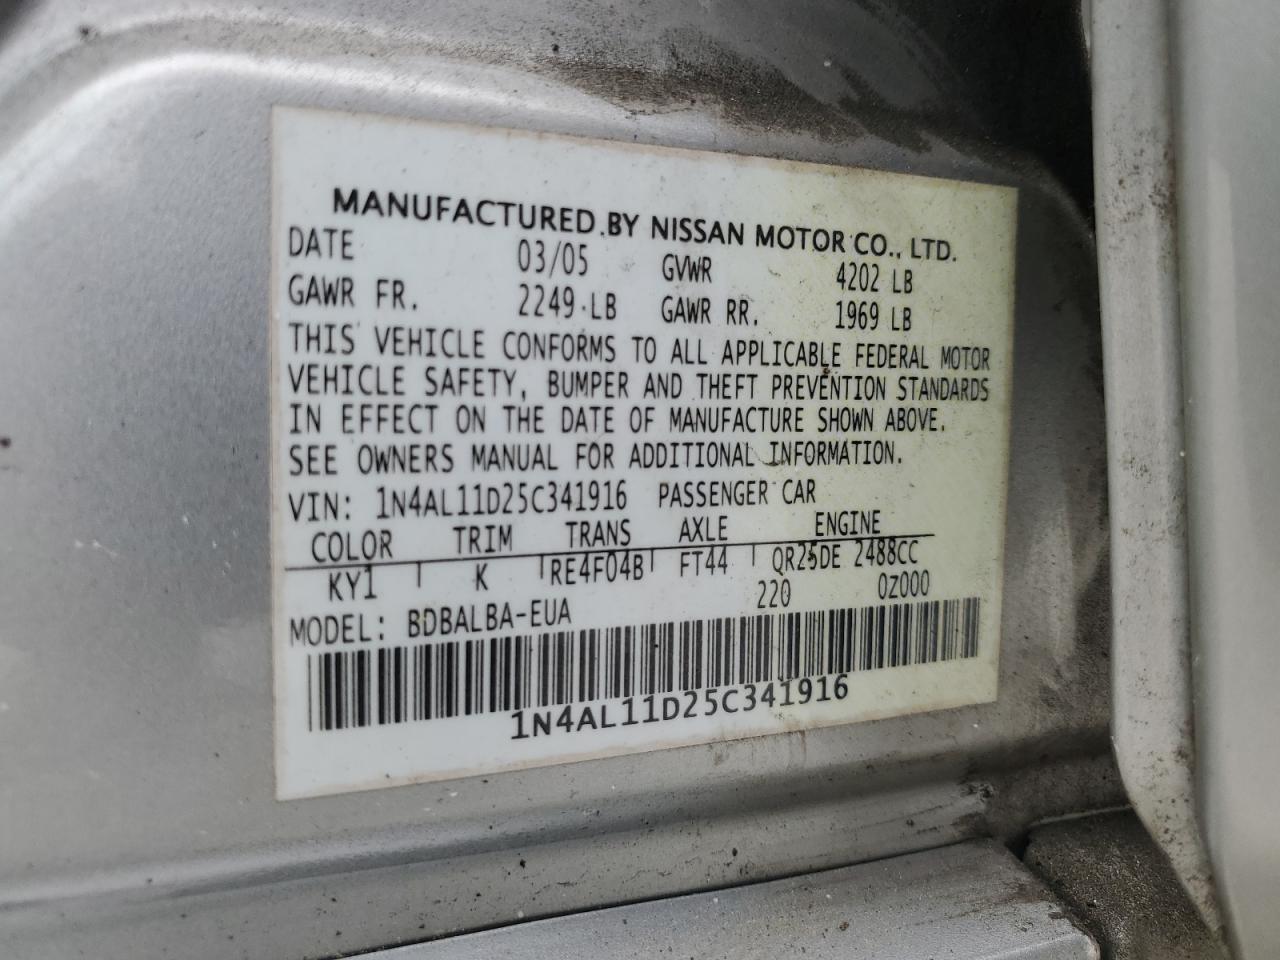 MANUFACTURED BY NISSAN MOTOR CO., LTD.
DATE 03/05 GVWR 4202 LB
GAWR FR. 2249 LB GAWR RR. 1969 LB
THIS VEHICLE CONFORMS TO ALL APPLICABLE FEDERAL MOTOR
VEHICLE SAFETY, BUMPER AND THEFT PREVENTION STANDARDS
IN EFFECT ON THE DATE OF MANUFACTURE SHOWN ABOVE.
SEE OWNERS MANUAL FOR ADDITIONAL INFORMATION.
VIN: 1N4AL11D25C341916 PASSENGER CAR
COLOR TRIM TRANS AXLE ENGINE
KY1 K RE4F04B FT44 QR25DE 2488CC
220 0Z000
MODEL: BDBALBA-EUA
1N4AL11D25C341916